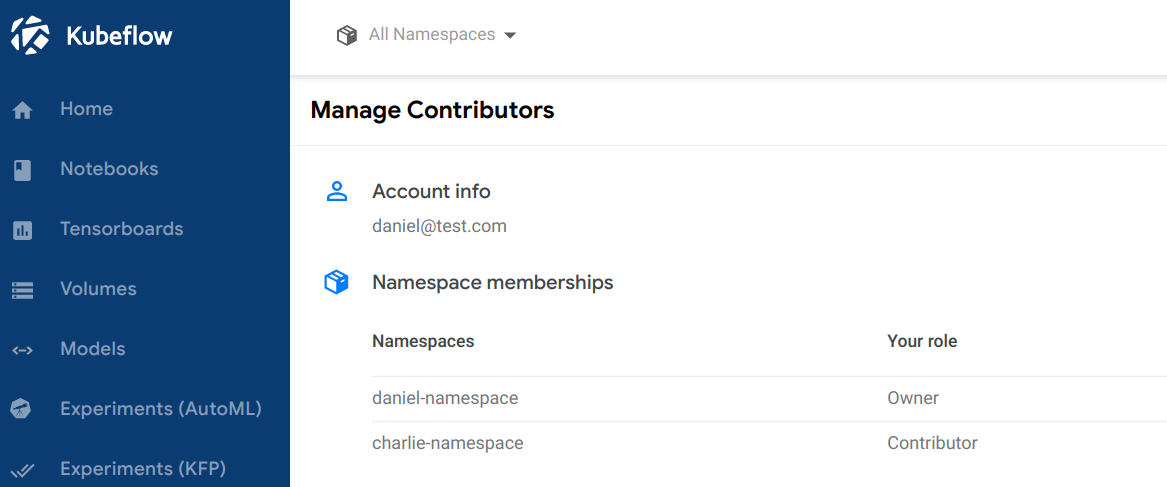 Kubeflow
All Namespaces
Home
Notebooks
Tensorboards
Volumes
Models
Experiments (AutoML)
Experiments (KFP)
Manage Contributors
Account info
daniel@test.com
Namespace memberships
Namespaces Your role
daniel-namespace Owner
charlie-namespace Contributor